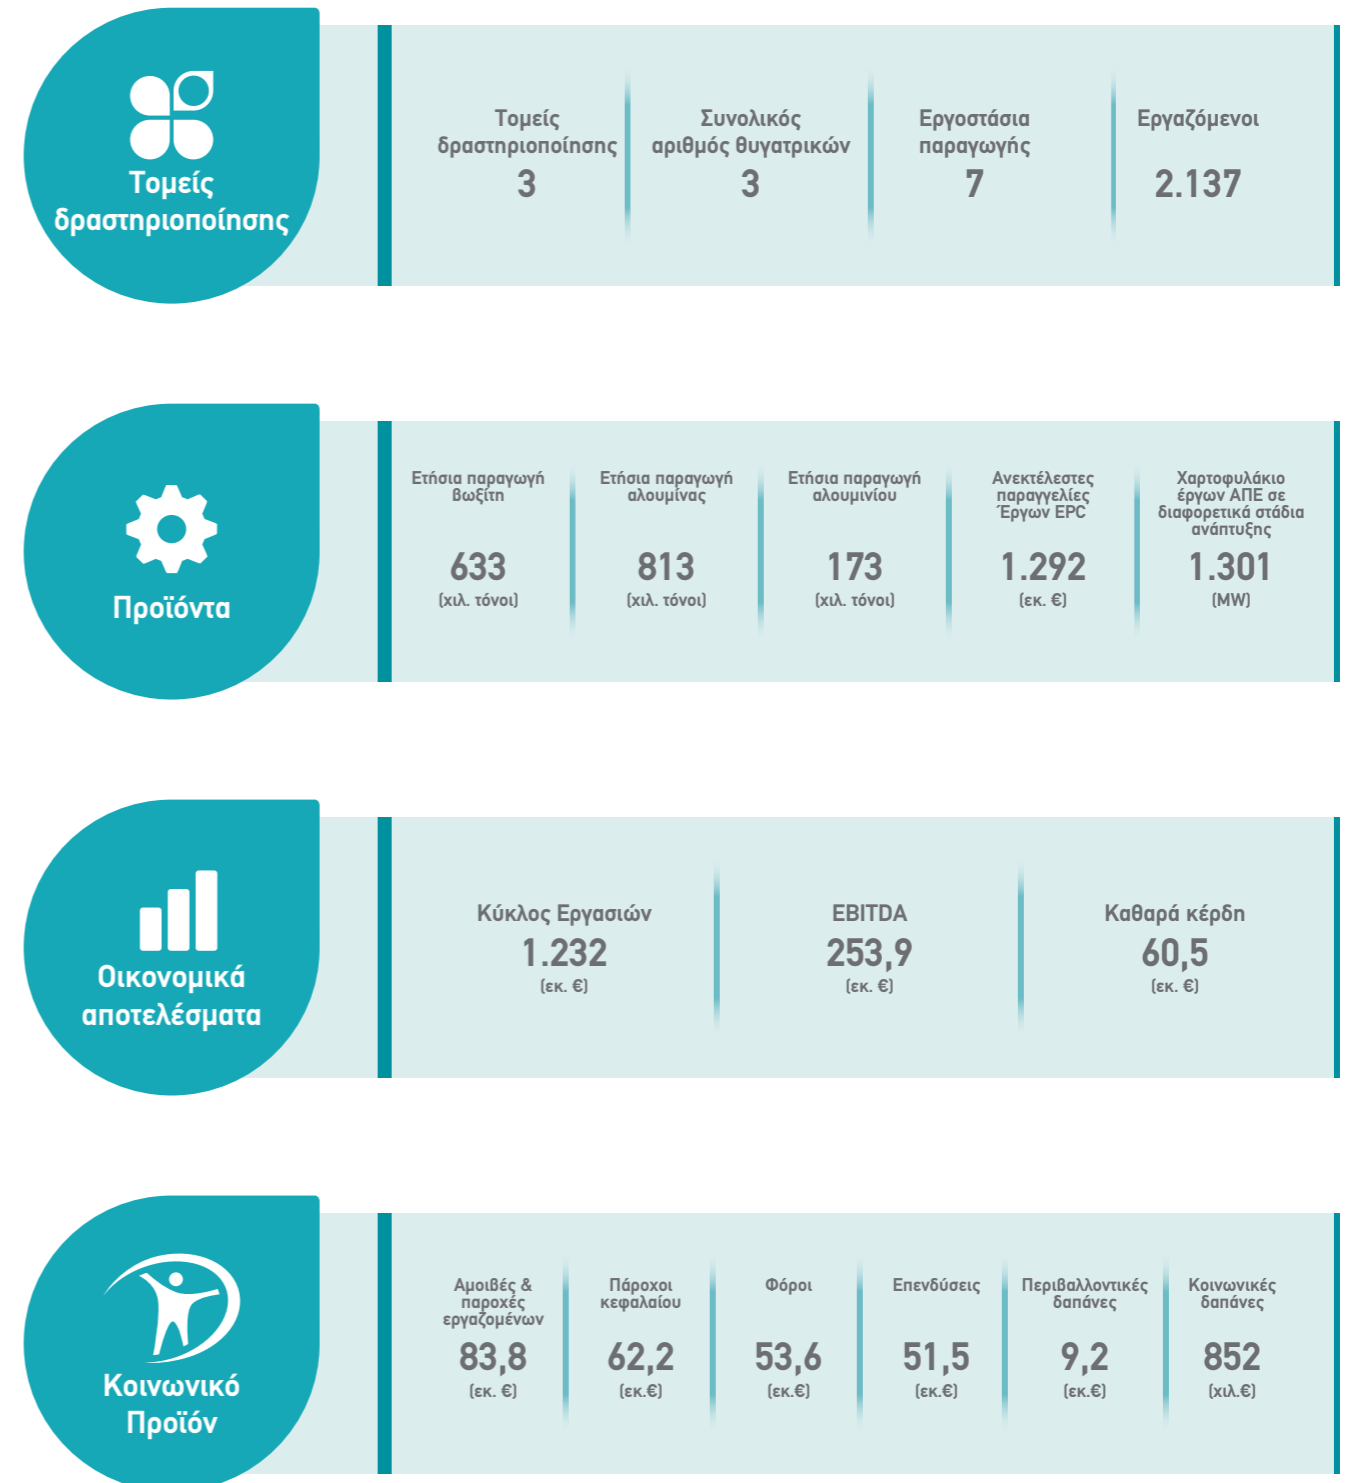 Τομείς
δραστηριοποίησης
Τομείς
δραστηριοποίησης
3
Συνολικός
αριθμός θυγατρικών
3
Εργοστάσια
παραγωγής
7
Εργαζόμενοι
2.137
Προϊόντα
Ετήσια παραγωγή
βωξίτη
633
(χιλ. τόνοι)
Ετήσια παραγωγή
αλουμίνας
813
(χιλ. τόνοι)
Ετήσια παραγωγή
αλουμινίου
173
(χιλ. τόνοι)
Ανεκτέλεστες
παραγγελίες
Έργων EPC
1.292
(εκ. €)
Χαρτοφυλάκιο
έργων ΑΠΕ σε
διαφορετικά στάδια
ανάπτυξης
1.301
(MW)
Οικονομικά
αποτελέσματα
Κύκλος Εργασιών
1.232
(εκ. €)
EBITDA
253,9
(εκ. €)
Καθαρά κέρδη
60,5
(εκ. €)
Κοινωνικό
Προϊόν
Αμοιβές &
παροχές
εργαζομένων
83,8
(εκ. €)
Πάροχοι
κεφαλαίου
62,2
(εκ.€)
Φόροι
53,6
(εκ.€)
Επενδύσεις
51,5
(εκ.€)
Περιβαλλοντικές
δαπάνες
9,2
(εκ.€)
Κοινωνικές
δαπάνες
852
(χιλ.€)